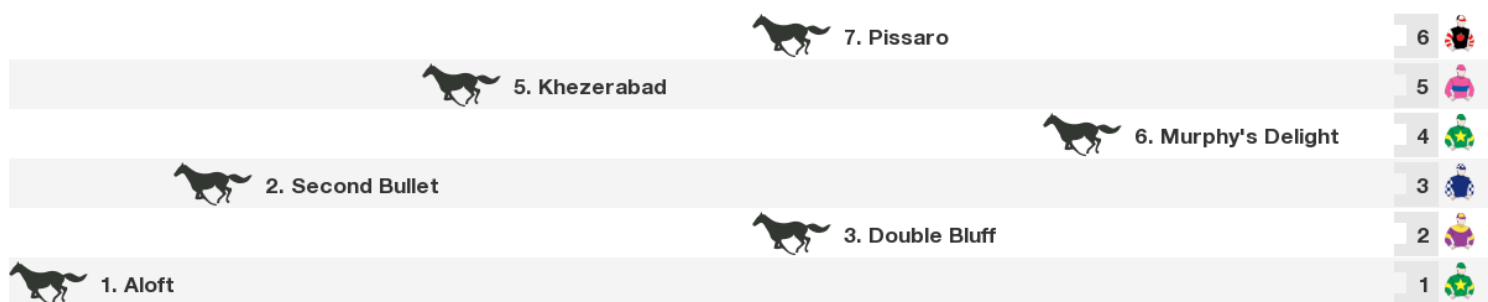 7. Pissaro 6
5. Khezerabad 5
6. Murphy's Delight 4
2. Second Bullet 3
3. Double Bluff 2
1. Aloft 1